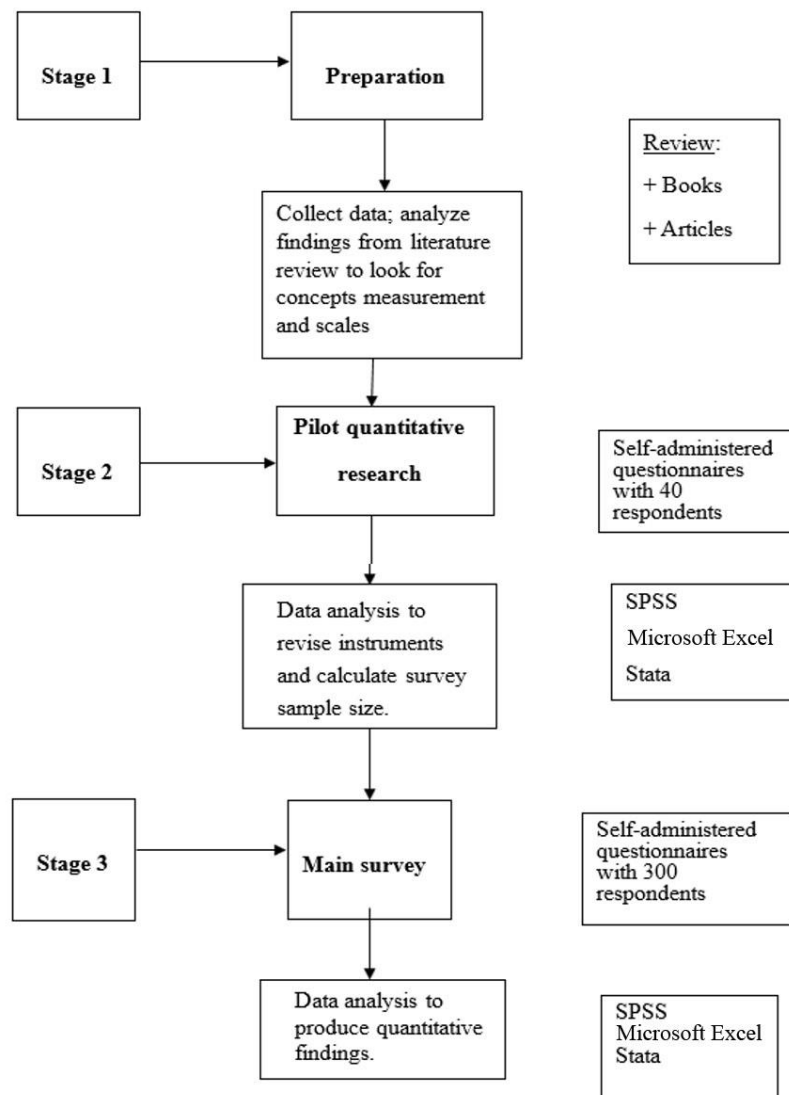 Stage 1
Preparation
Review:
+ Books
+ Articles
Collect data; analyze
findings from literature
review to look for
concepts measurement
and scales
Stage 2
Pilot quantitative
research
Self-administered
questionnaires
with 40
respondents
Data analysis to
revise instruments
and calculate survey
sample size.
SPSS
Microsoft Excel
Stata
Stage 3
Main survey
Self-administered
questionnaires
with 300
respondents
Data analysis to
produce quantitative
findings.
SPSS
Microsoft Excel
Stata